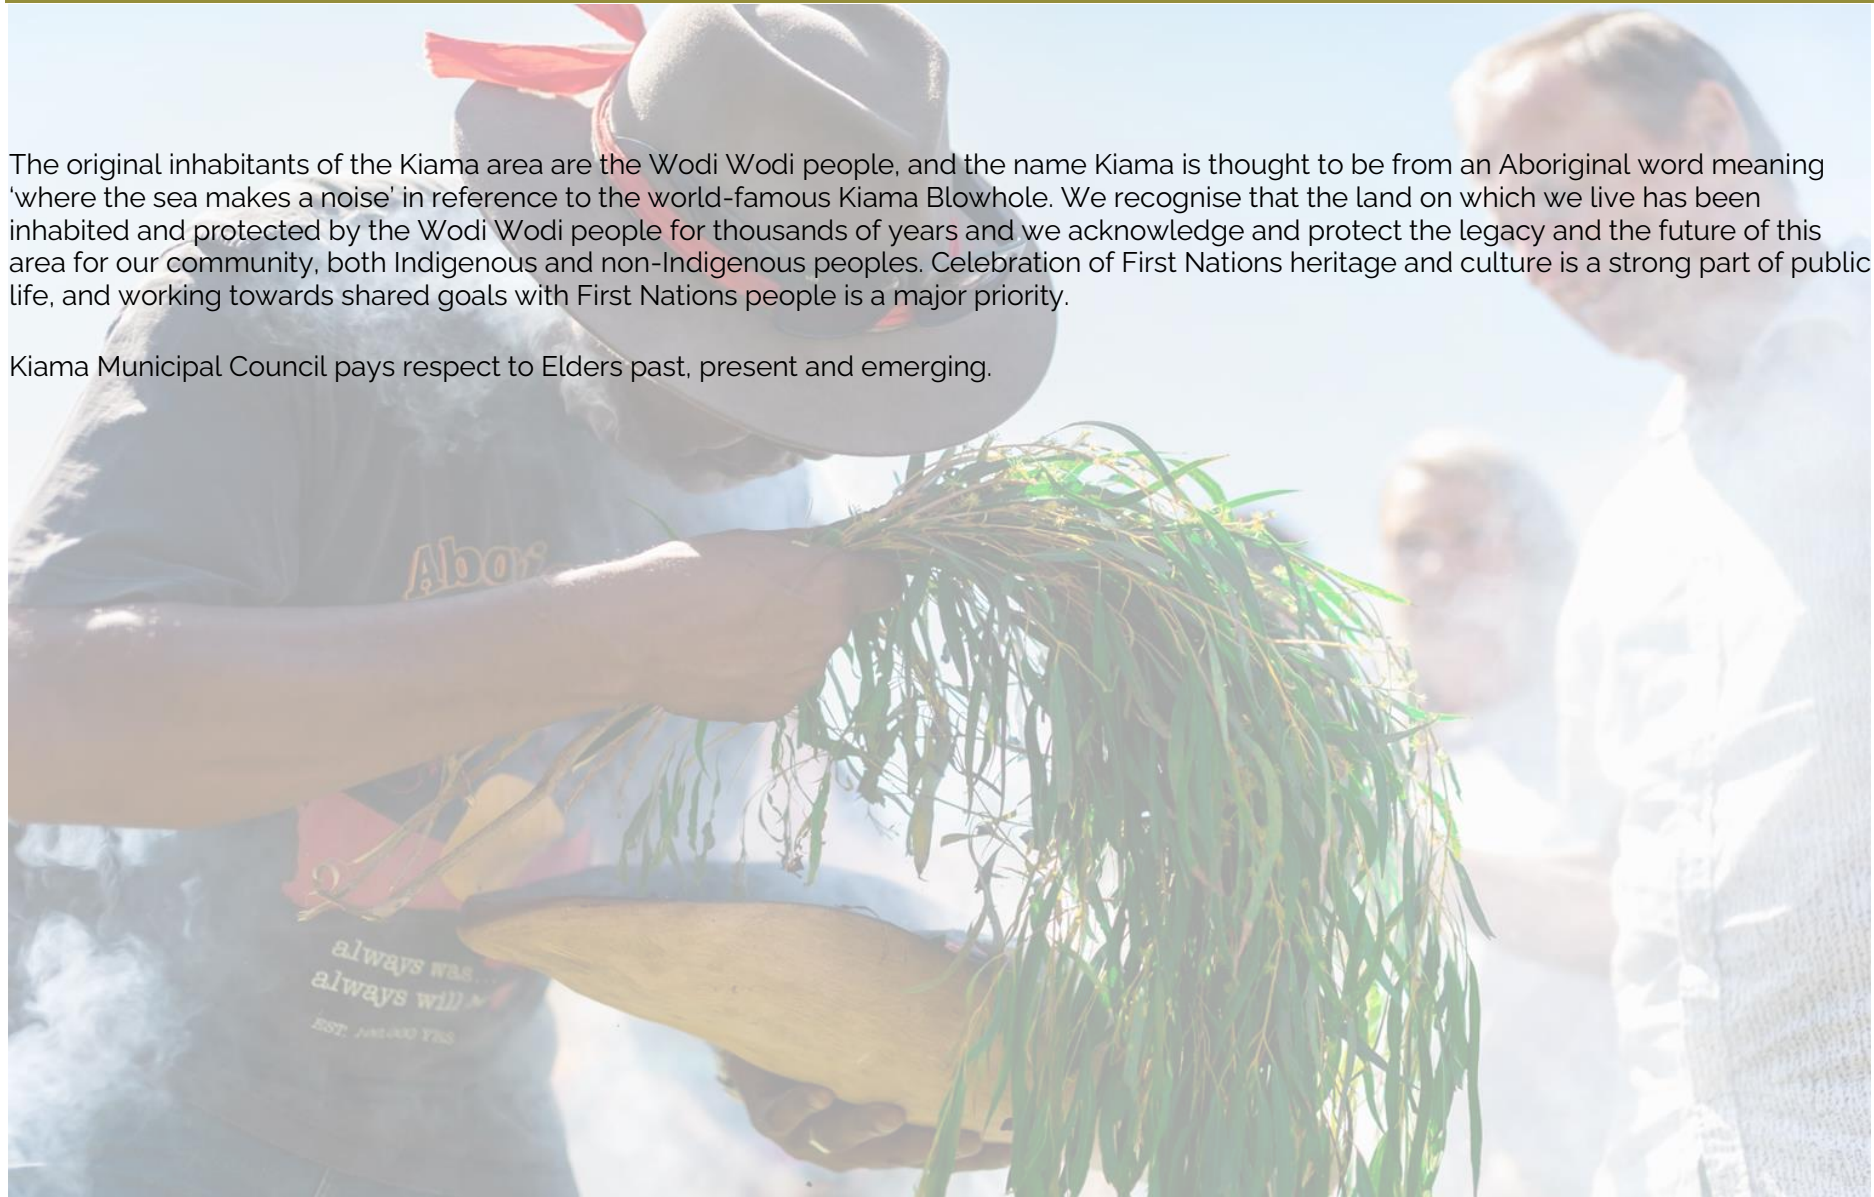 The original inhabitants of the Kiama area are the Wodi Wodi people, and the name Kiama is thought to be from an Aboriginal word meaning
‘where the sea makes a noise’ in reference to the world-famous Kiama Blowhole. We recognise that the land on which we live has been
inhabited and protected by the Wodi Wodi people for thousands of years and we acknowledge and protect the legacy and the future of this
area for our community, both Indigenous and non-Indigenous peoples. Celebration of First Nations heritage and culture is a strong part of public
life, and working towards shared goals with First Nations people is a major priority.
Kiama Municipal Council pays respect to Elders past, present and emerging.
Abori
always was...
always will
EST. YRS